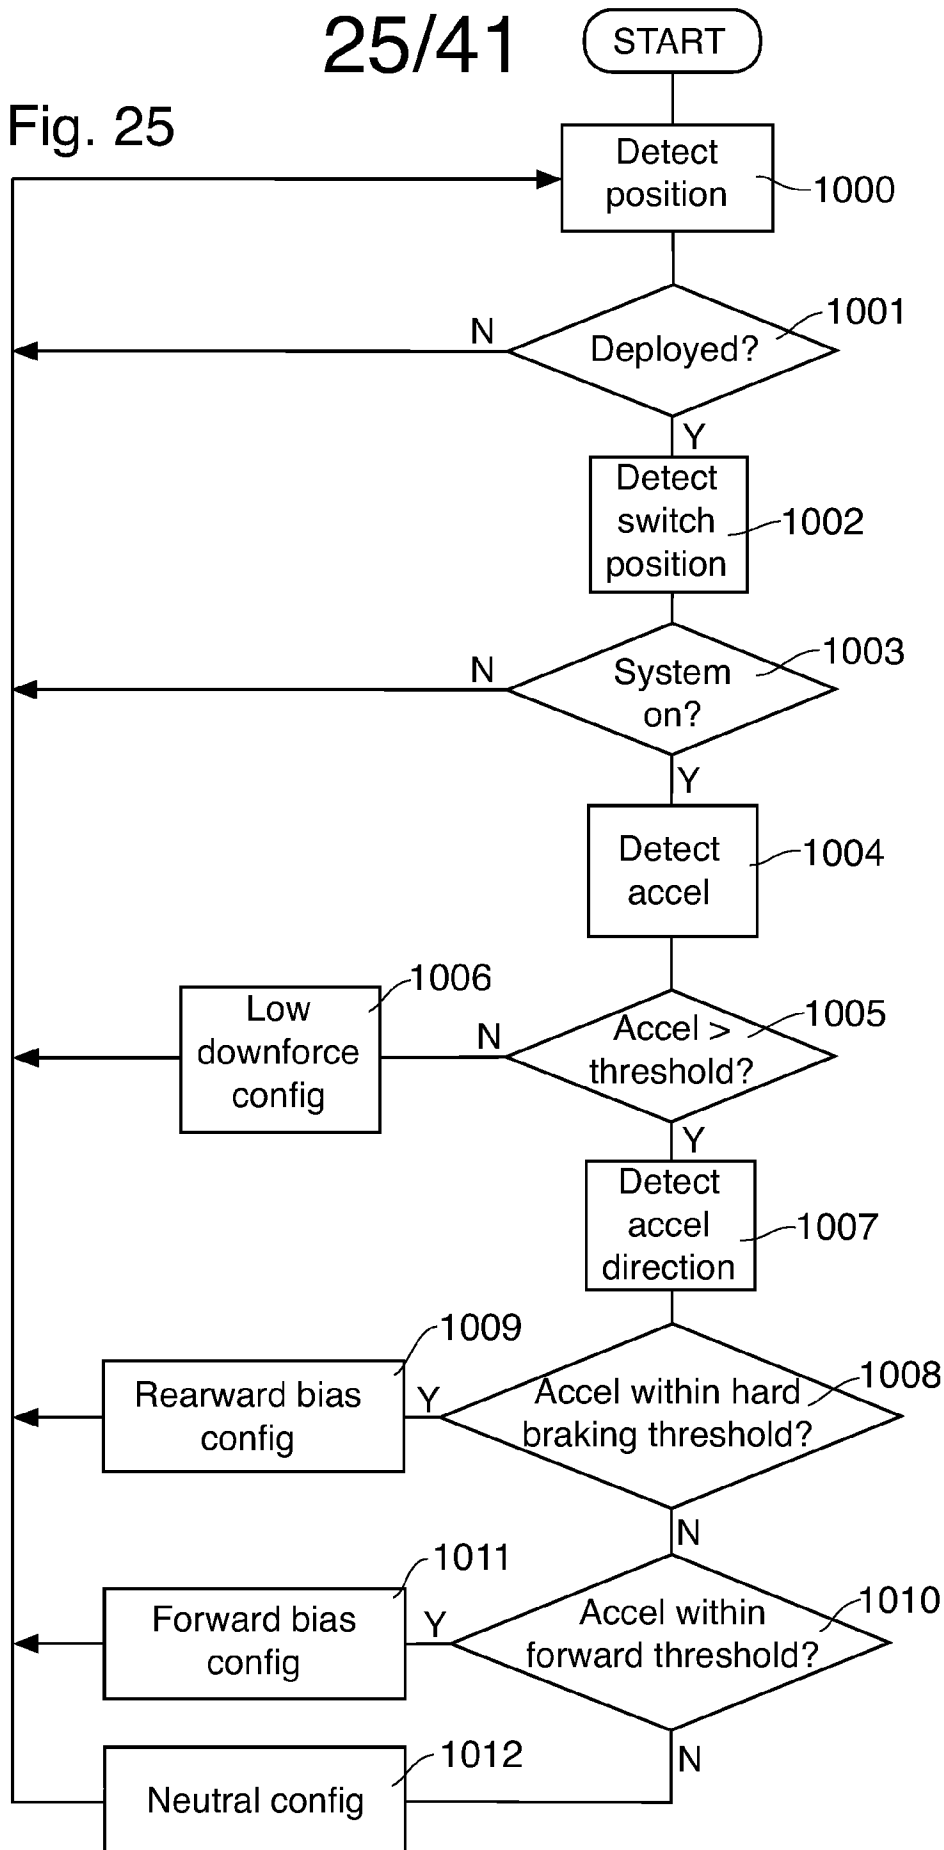 25/41
START
Fig. 25
Detect
position
1000
1001
N
Deployed?
Y
Detect
switch
position
1002
1003
N
System
on?
Y
Detect
accel
1004
1006
Low
downforce
config
N
1005
Accel >
threshold?
Y
Detect
accel
direction
1007
1009
Rearward bias
config
Y
1008
Accel within hard
braking threshold?
N
1011
Forward bias
config
Y
1010
Accel within
forward threshold?
N
1012
Neutral config